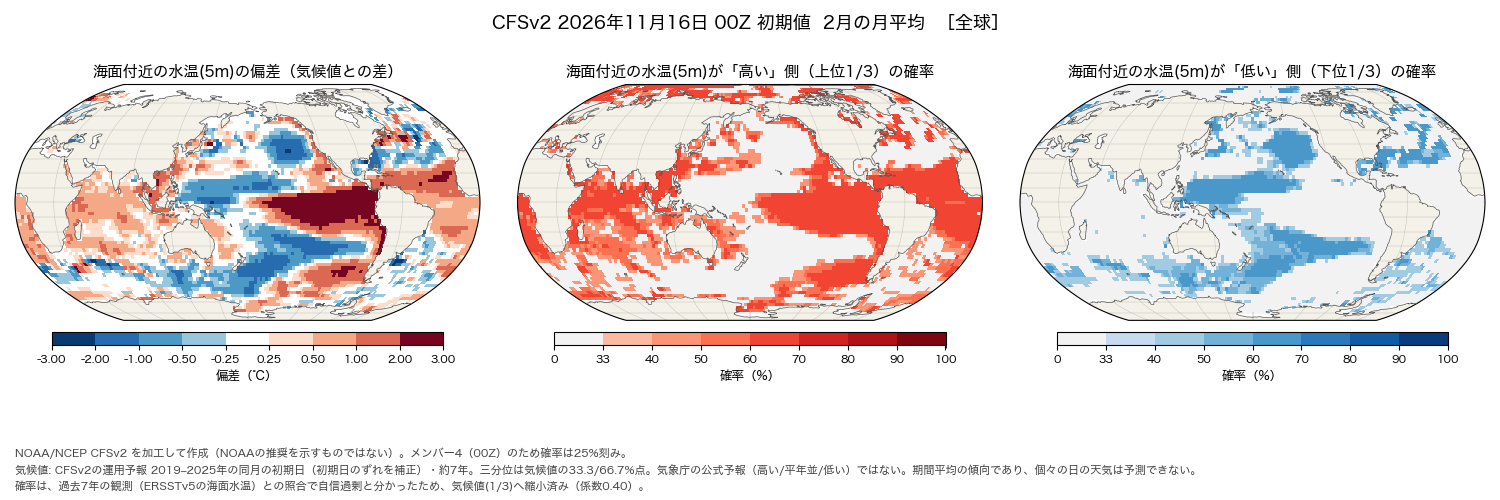 CFSv2 2026年11月16日 00Z 初期値 2月の月平均 ［全球］
海面付近の水温(5m)の偏差（気候値との差）
海面付近の水温(5m)が「高い」側（上位1/3）の確率
海面付近の水温(5m)が「低い」側（下位1/3）の確率
-3.00 -2.00 -1.00 -0.50 -0.25 0.25 0.50 1.00 2.00 3.00
偏差（℃）
0 33 40 50 60 70 80 90 100
確率（%）
0 33 40 50 60 70 80 90 100
確率（%）
NOAA/NCEP CFSv2 を加工して作成（NOAAの推奨を示すものではない）。メンバー4（00Z）のため確率は25%刻み。
気候値: CFSv2の運用予報 2019–2025年の同月の初期日（初期日のずれを補正）・約7年。三分位は気候値の33.3/66.7%点。気象庁の公式予報（高い/平年並/低い）ではない。期間平均の傾向であり、個々の日の天気は予測できない。
確率は、過去7年の観測（ERSSTv5の海面水温）との照合で自信過剰と分かったため、気候値(1/3)へ縮小済み（係数0.40）。